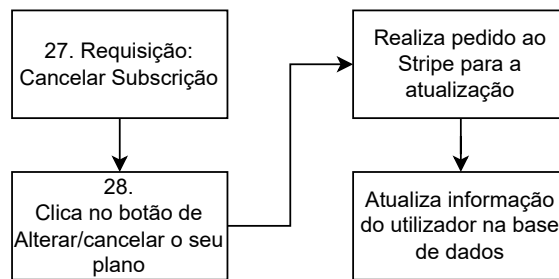 27. Requisição:
Cancelar Subscrição
28.
Clica no botão de
Alterar/cancelar o seu
plano
Realiza pedido ao
Stripe para a
atualização
Atualiza informação
do utilizador na base
de dados